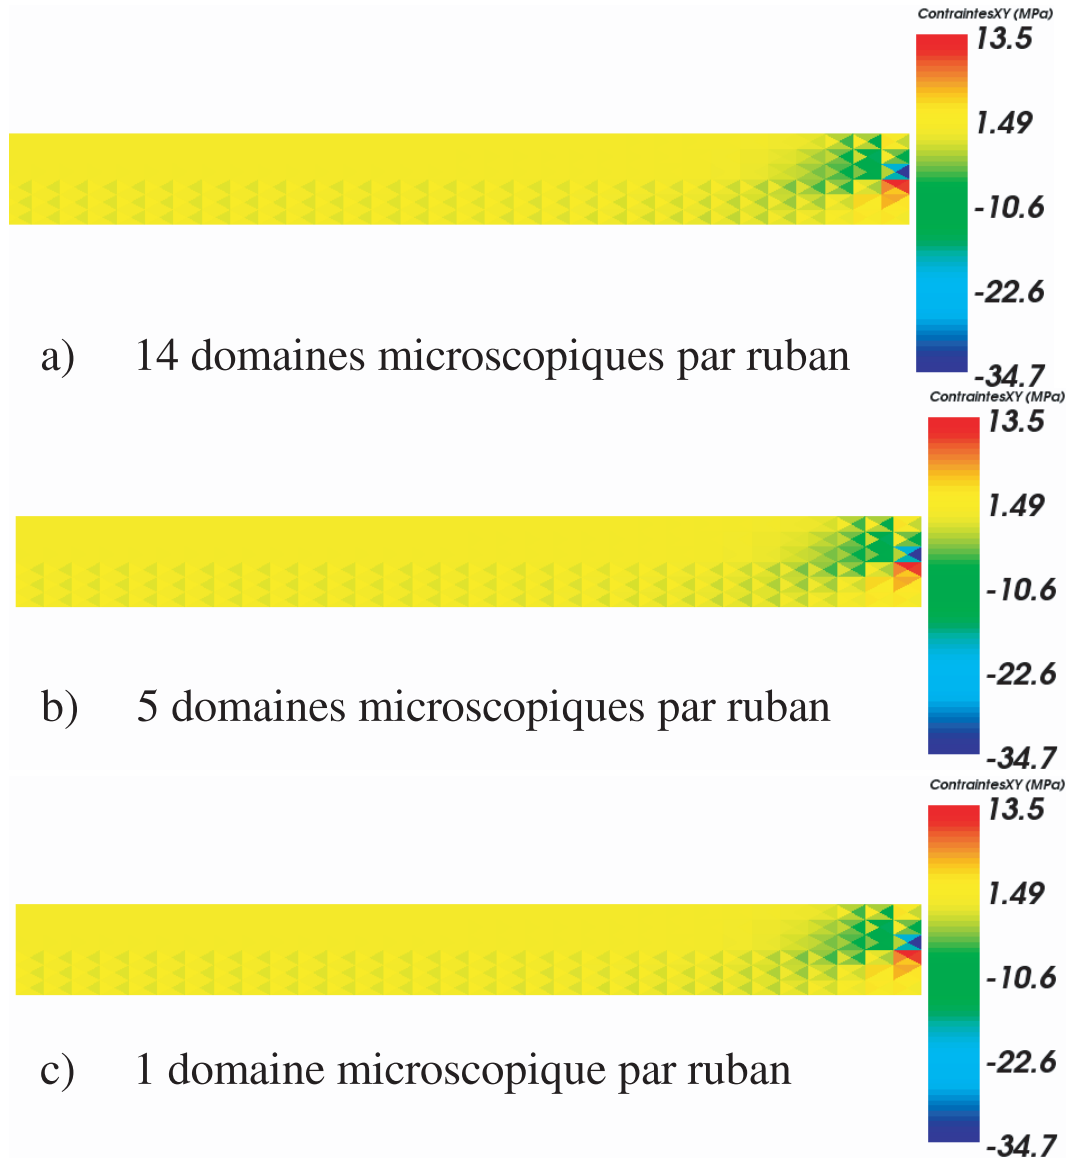 ContraintesXY (MPa)
13.5
1.49
-10.6
-22.6
-34.7
a) 14 domaines microscopiques par ruban
ContraintesXY (MPa)
13.5
1.49
-10.6
-22.6
-34.7
b) 5 domaines microscopiques par ruban
ContraintesXY (MPa)
13.5
1.49
-10.6
-22.6
-34.7
c) 1 domaine microscopique par ruban